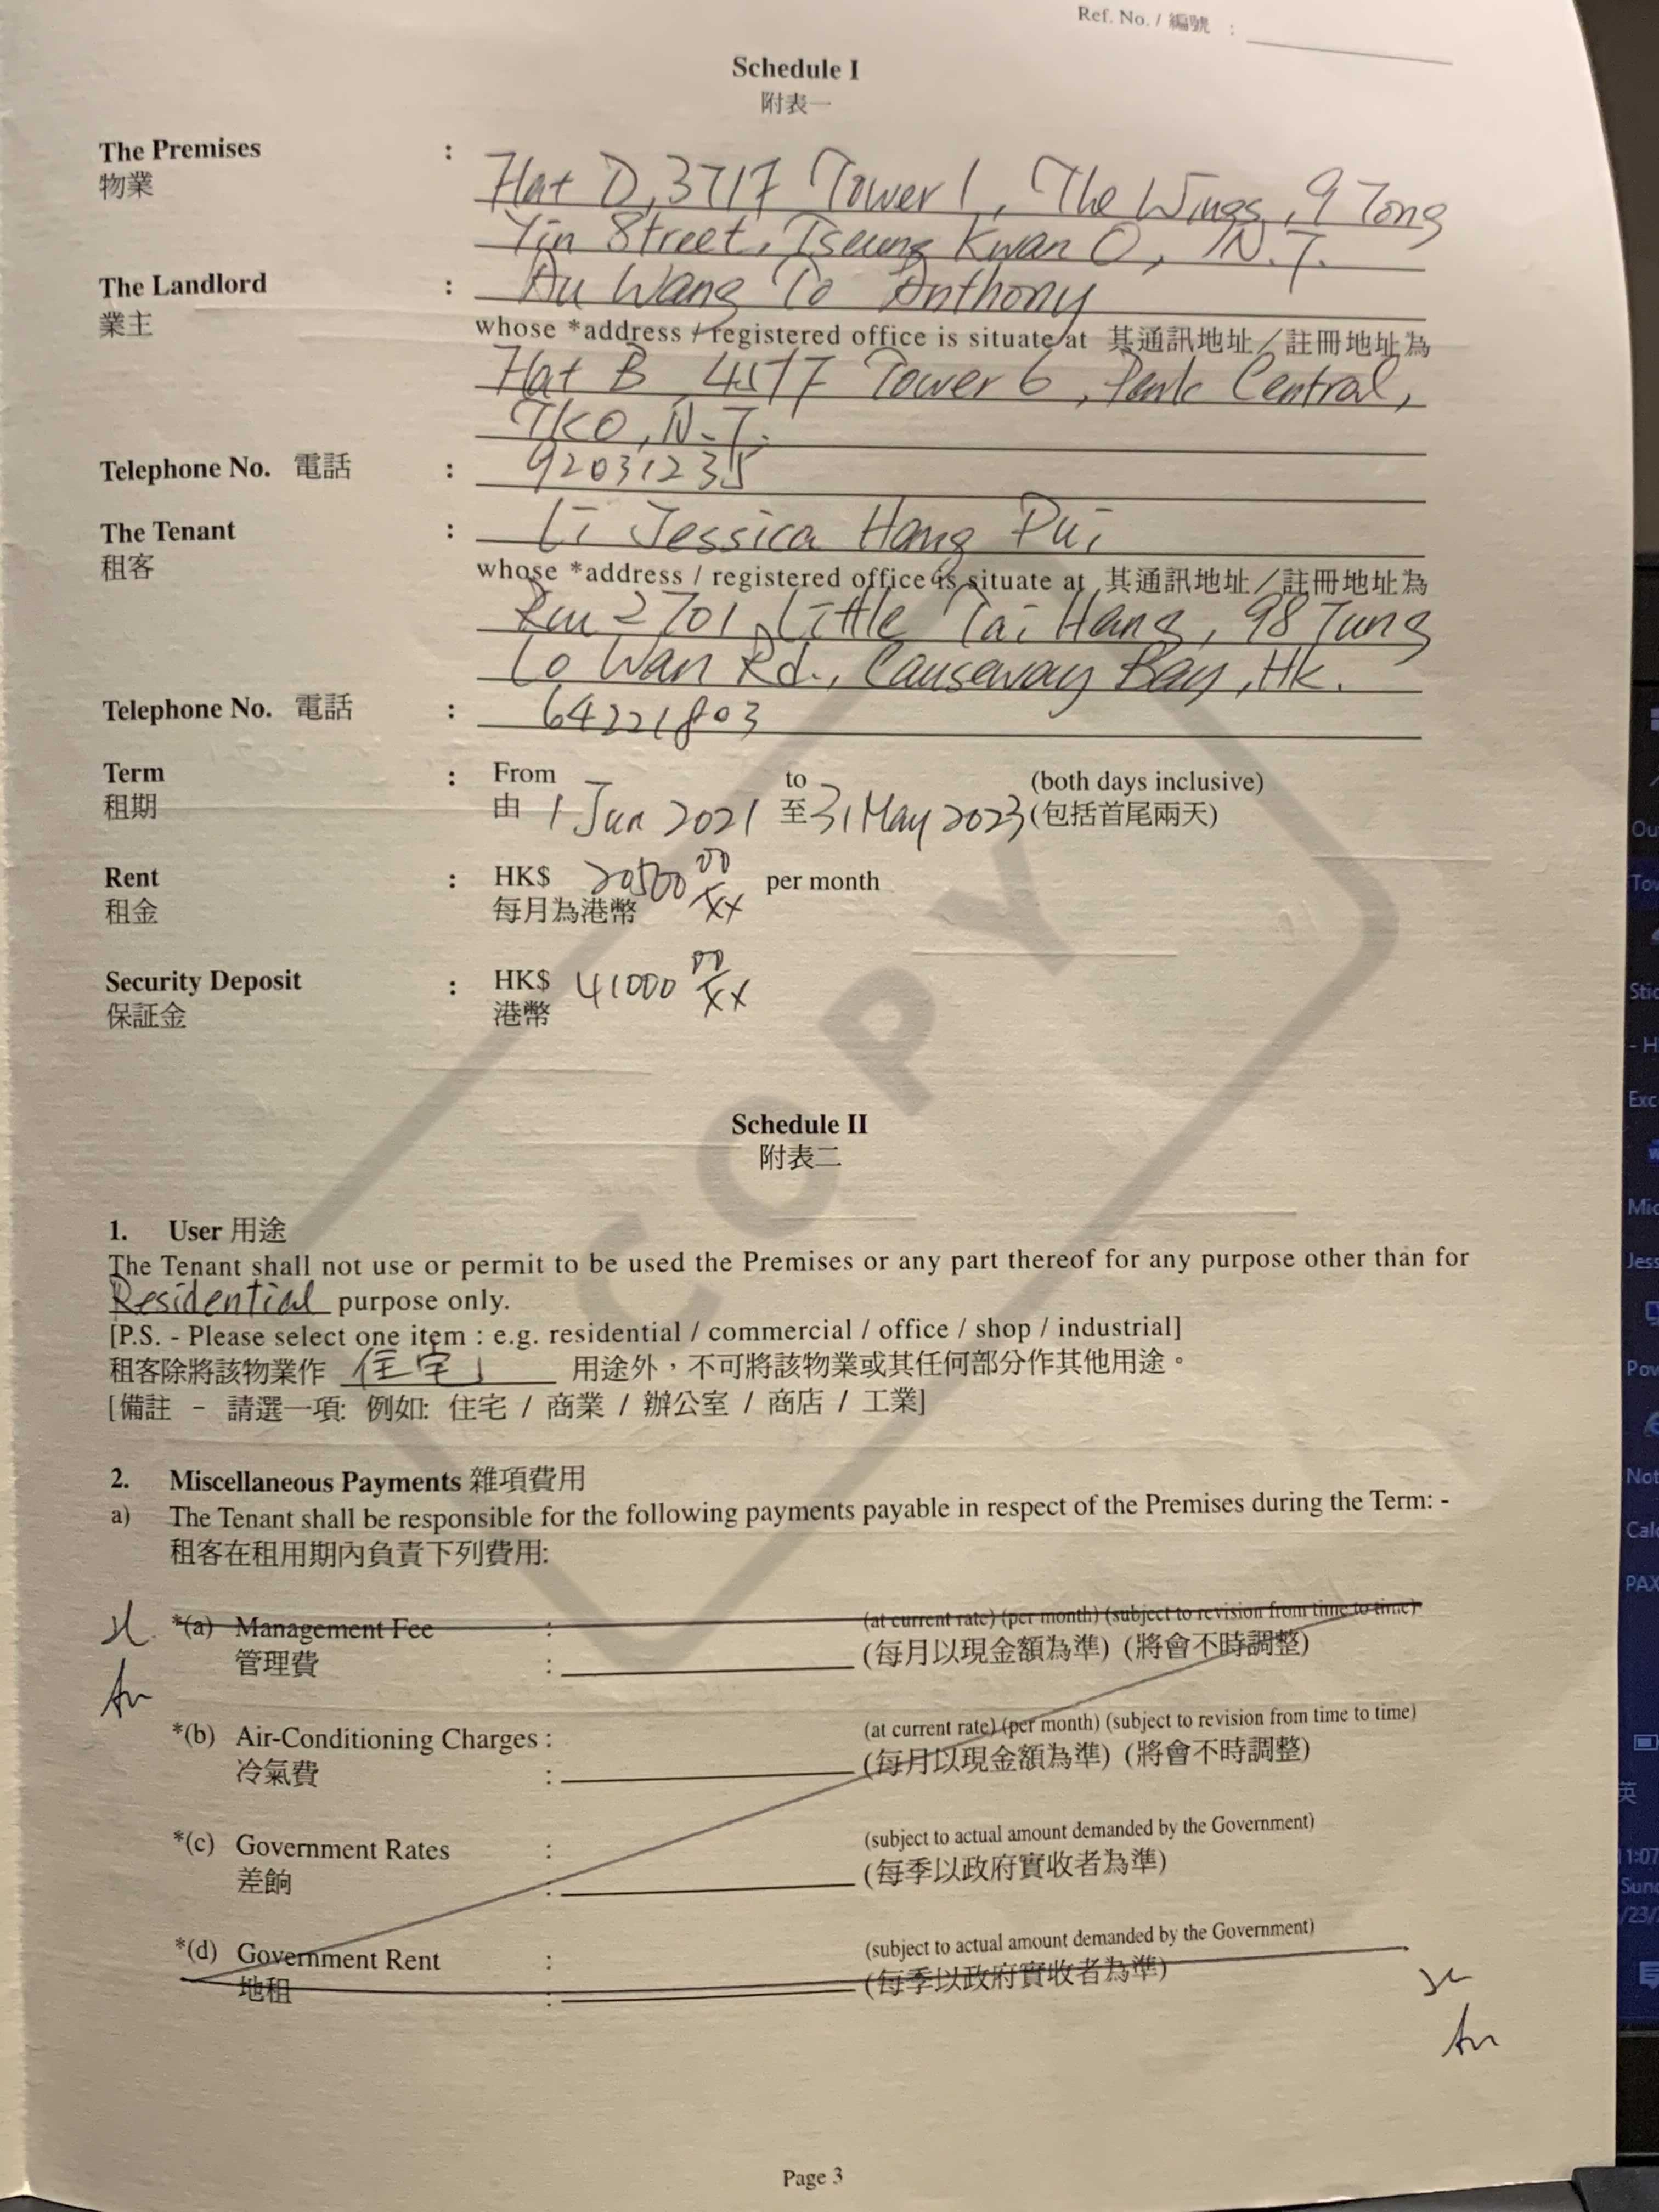 Ref. No. / 編號 :
Schedule I
附表一
The Premises : Flat D, 37/F Tower 1, The Wings, 9 Tong
物業
Yin Street, Tseung Kwan O, N.T.
The Landlord : Au Wang To Anthony
業主
whose *address / registered office is situate at 其通訊地址／註冊地址為
Flat B 45/F Tower 6, Park Central,
TKO, N.T.
Telephone No. 電話 : 92031235
The Tenant : Li Jessica Hang Pui
租客
whose *address / registered office is situate at 其通訊地址／註冊地址為
Rm 2701, Little Tai Hang, 98 Tung
Lo Wan Rd., Causeway Bay, Hk.
Telephone No. 電話 : 64221803
Term : From 1 Jun 2021 to 31 May 2023 (both days inclusive)
租期 由 至 (包括首尾兩天)
Rent : HK$ 20500 00/xx per month
租金 每月為港幣
Security Deposit : HK$ 41000 00/xx
保証金 港幣
COPY
Schedule II
附表二
1. User 用途
The Tenant shall not use or permit to be used the Premises or any part thereof for any purpose other than for
Residential purpose only.
[P.S. - Please select one item : e.g. residential / commercial / office / shop / industrial]
租客除將該物業作 住宅 用途外，不可將該物業或其任何部分作其他用途。
[備註 - 請選一項: 例如: 住宅 / 商業 / 辦公室 / 商店 / 工業]
2. Miscellaneous Payments 雜項費用
a) The Tenant shall be responsible for the following payments payable in respect of the Premises during the Term: -
租客在租用期內負責下列費用:
*(a) Management Fee : (at current rate) (per month) (subject to revision from time to time)
管理費 : (每月以現金額為準) (將會不時調整)
Au
*(b) Air-Conditioning Charges : (at current rate) (per month) (subject to revision from time to time)
冷氣費 : (每月以現金額為準) (將會不時調整)
*(c) Government Rates : (subject to actual amount demanded by the Government)
差餉 : (每季以政府實收者為準)
*(d) Government Rent : (subject to actual amount demanded by the Government)
地租 : (每季以政府實收者為準)
Au
Page 3
Ou
Tow
Stic
- H
Exc
Mic
Jess
Pow
Not
Calc
PAX
英
1:07
Sund
/23/